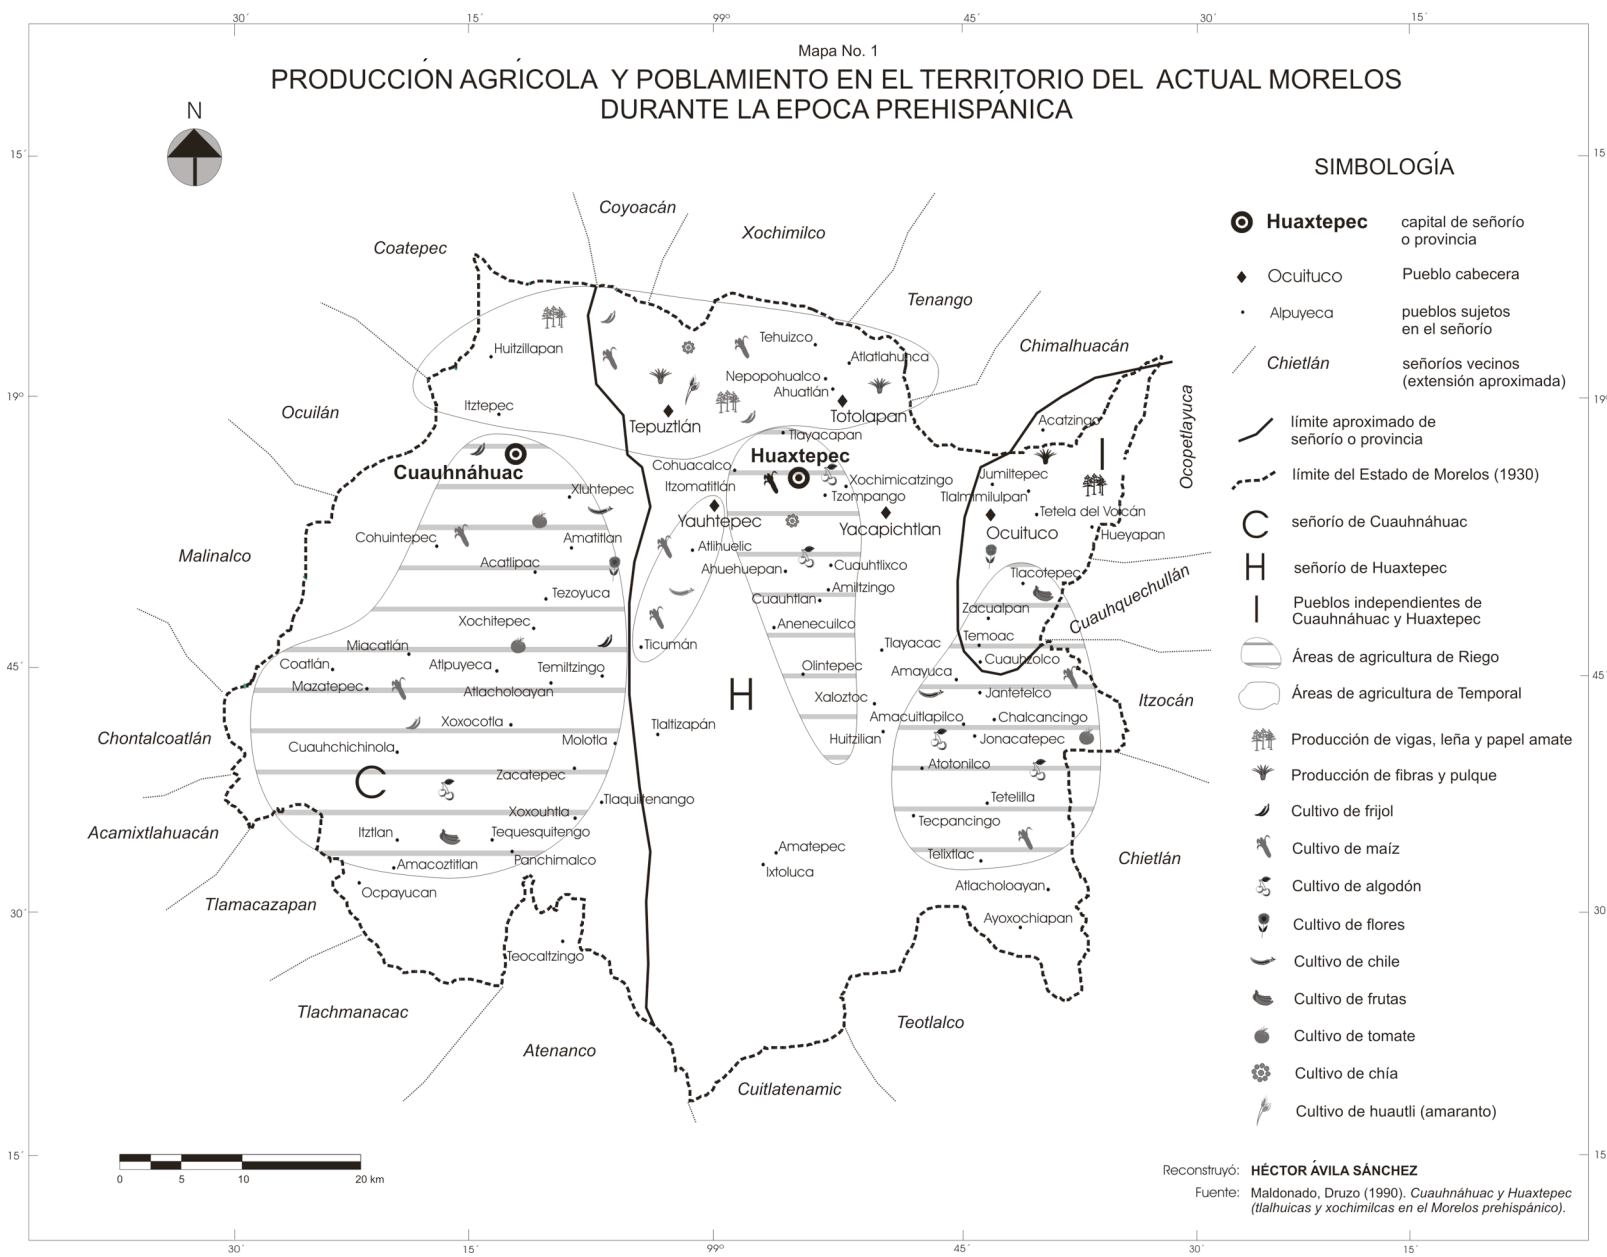 30´ 15´ 99º 45´ 30´ 15´
Mapa No. 1
PRODUCCIÓN AGRÍCOLA Y POBLAMIENTO EN EL TERRITORIO DEL ACTUAL MORELOS
DURANTE LA EPOCA PREHISPÁNICA
N
15´
15
19º
19º
45´
45´
30´
30
15´
15
Coyoacán
Xochimilco
Coatepec
Tenango
Chimalhuacán
Ocopetlayuca
Ocuilán
Malinalco
Cuauhquechullán
Itzocán
Chontalcoatlán
Acamixtlahuacán
Chietlán
Tlamacazapan
Tlachmanacac
Atenanco
Teotlalco
Cuitlatenamic
Huitzillapan
Tehuizco
Atlatlahunca
Nepopohualco
Ahuatlán
Itztepec
Tepuztlán
Totolapan
Acatzingo
I
Tlayacapan
Huaxtepec
Cuauhnáhuac
Cohuacalco
Itzomatitlán
Xochimicatzingo
Tzompango
Jumiltepec
Tlalmimilulpan
Xiuhtepec
Yauhtepec
Yacapichtlan
Tetela del Volcán
Ocuituco
Hueyapan
Cohuintepec
Amatitlan
Atlihuelic
Acatlipac
Ahuehuepan
Cuauhtlixco
Tlacotepec
Amiltzingo
Tezoyuca
Cuauhtlan
Zacualpan
Xochitepec
Anenecuilco
Temoac
Miacatlán
Ticumán
Tlayacac
Coatlán
Atlpuyeca
Temiltzingo
Olintepec
Cuauhzolco
Amayuca
Mazatepec
Atlacholoayan
H
Xaloztoc
Jantetelco
Xoxocotla
Tlaltizapán
Amacuitlapilco
Chalcancingo
Cuauhchichinola
Molotla
Huitzilian
Jonacatepec
C
Zacatepec
Atotonilco
Tlaquiltenango
Tetelilla
Xoxouhtla
Tecpancingo
Itztlan
Tequesquitengo
Amatepec
Telixtlac
Amacoztitlan
Panchimalco
Ixtoluca
Ocpayucan
Atlacholoayan
Ayoxochiapan
Teocaltzingo
SIMBOLOGÍA
Huaxtepec capital de señorío
o provincia
Ocuituco Pueblo cabecera
Alpuyeca pueblos sujetos
en el señorío
Chietlán señoríos vecinos
(extensión aproximada)
límite aproximado de
señorío o provincia
límite del Estado de Morelos (1930)
C señorío de Cuauhnáhuac
H señorío de Huaxtepec
I Pueblos independientes de
Cuauhnáhuac y Huaxtepec
Áreas de agricultura de Riego
Áreas de agricultura de Temporal
Producción de vigas, leña y papel amate
Producción de fibras y pulque
Cultivo de frijol
Cultivo de maíz
Cultivo de algodón
Cultivo de flores
Cultivo de chile
Cultivo de frutas
Cultivo de tomate
Cultivo de chía
Cultivo de huautli (amaranto)
0 5 10 20 km
Reconstruyó: HÉCTOR ÁVILA SÁNCHEZ
Fuente: Maldonado, Druzo (1990). Cuauhnáhuac y Huaxtepec
(tlalhuicas y xochimilcas en el Morelos prehispánico).
30´ 15´ 99º 45´ 30´ 15´